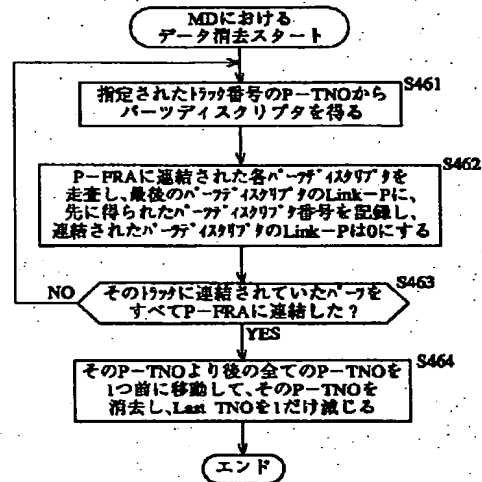 MDにおける
データ消去スタート
S461
指定されたﾄﾗｯｸ番号のP-TNOから
パーツディスクリプタを得る
S462
P-FRAに連結された各ﾊﾟｰﾂﾃﾞｨｽｸﾘﾌﾟﾀを
走査し、最後のﾊﾟｰﾂﾃﾞｨｽｸﾘﾌﾟﾀのLink-Pに、
先に得られたﾊﾟｰﾂﾃﾞｨｽｸﾘﾌﾟﾀ番号を記録し、
連結されたﾊﾟｰﾂﾃﾞｨｽｸﾘﾌﾟﾀのLink-Pは0にする
S463
NO
そのﾄﾗｯｸに連結されていたﾊﾟｰﾂを
すべてP-FRAに連結した？
YES
S464
そのP-TNOより後の全てのP-TNOを
1つ前に移動して、そのP-TNOを
消去し、Last TNOを1だけ減じる
エンド